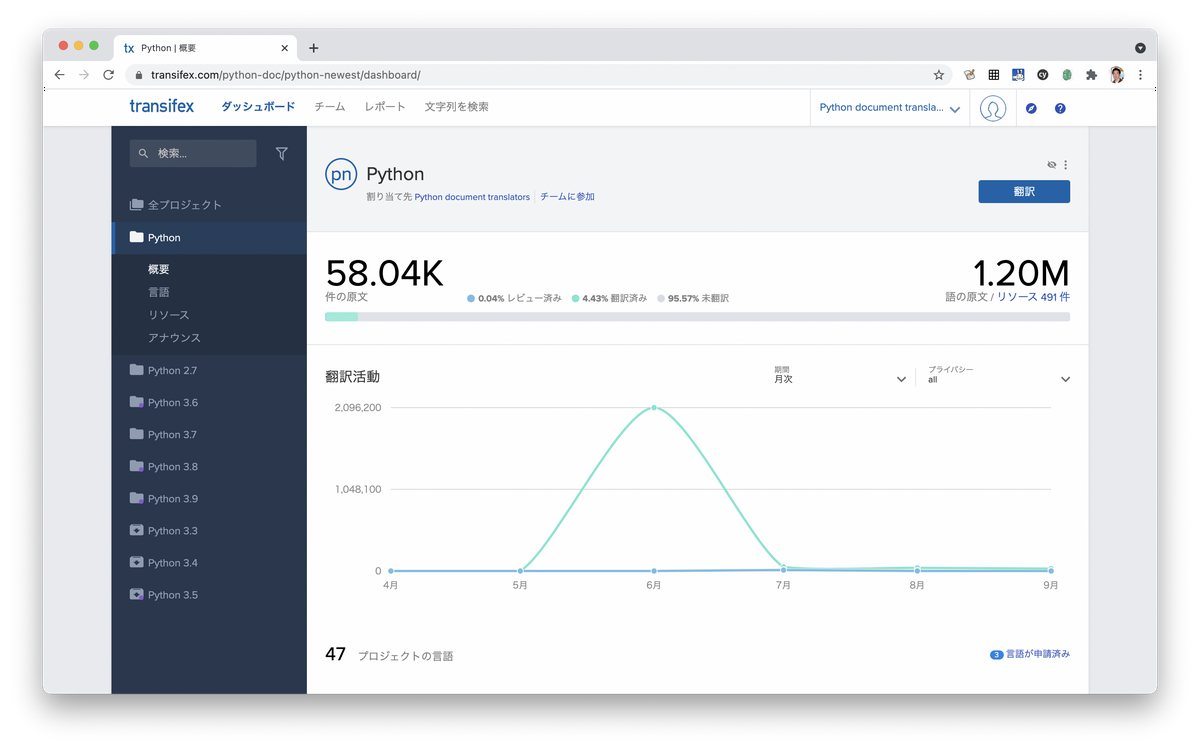 tx Python | 概要
transifex.com/python-doc/python-newest/dashboard/
transifex ダッシュボード チーム レポート 文字列を検索 Python document transla...
検索...
pn Python
割り当て先 Python document translators チームに参加
翻訳
全プロジェクト
Python
概要
言語
リソース
アナウンス
Python 2.7
Python 3.6
Python 3.7
Python 3.8
Python 3.9
Python 3.3
Python 3.4
Python 3.5
58.04K
件の原文
0.04% レビュー済み 4.43% 翻訳済み 95.57% 未翻訳
1.20M
語の原文 / リソース 491 件
翻訳活動
期間
月次
プライバシー
all
2,096,200
1,048,100
0
4月 5月 6月 7月 8月 9月
47 プロジェクトの言語
3 言語が申請済み